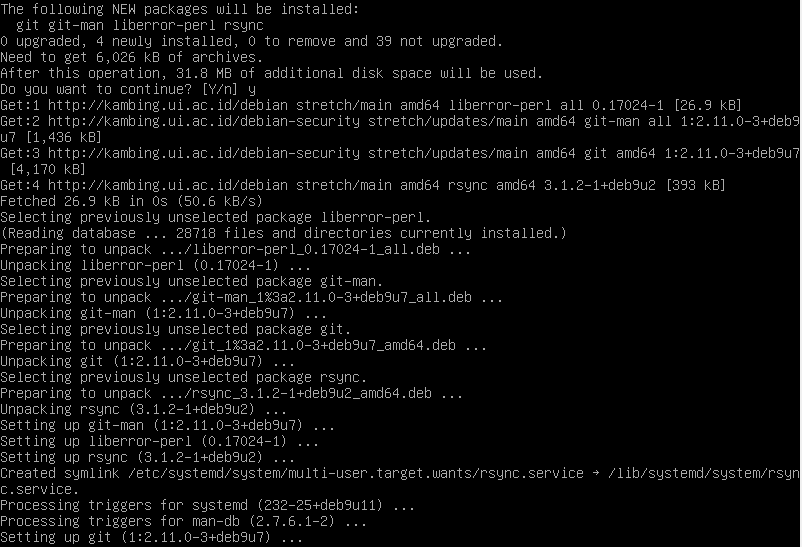 The following NEW packages will be installed:
  git git-man liberror-perl rsync
0 upgraded, 4 newly installed, 0 to remove and 39 not upgraded.
Need to get 6,026 kB of archives.
After this operation, 31.8 MB of additional disk space will be used.
Do you want to continue? [Y/n] y
Get:1 http://kambing.ui.ac.id/debian stretch/main amd64 liberror-perl all 0.17024-1 [26.9 kB]
Get:2 http://kambing.ui.ac.id/debian-security stretch/updates/main amd64 git-man all 1:2.11.0-3+deb9
u7 [1,436 kB]
Get:3 http://kambing.ui.ac.id/debian-security stretch/updates/main amd64 git amd64 1:2.11.0-3+deb9u7
 [4,170 kB]
Get:4 http://kambing.ui.ac.id/debian stretch/main amd64 rsync amd64 3.1.2-1+deb9u2 [393 kB]
Fetched 26.9 kB in 0s (50.6 kB/s)
Selecting previously unselected package liberror-perl.
(Reading database ... 28718 files and directories currently installed.)
Preparing to unpack .../liberror-perl_0.17024-1_all.deb ...
Unpacking liberror-perl (0.17024-1) ...
Selecting previously unselected package git-man.
Preparing to unpack .../git-man_1%3a2.11.0-3+deb9u7_all.deb ...
Unpacking git-man (1:2.11.0-3+deb9u7) ...
Selecting previously unselected package git.
Preparing to unpack .../git_1%3a2.11.0-3+deb9u7_amd64.deb ...
Unpacking git (1:2.11.0-3+deb9u7) ...
Selecting previously unselected package rsync.
Preparing to unpack .../rsync_3.1.2-1+deb9u2_amd64.deb ...
Unpacking rsync (3.1.2-1+deb9u2) ...
Setting up git-man (1:2.11.0-3+deb9u7) ...
Setting up liberror-perl (0.17024-1) ...
Setting up rsync (3.1.2-1+deb9u2) ...
Created symlink /etc/systemd/system/multi-user.target.wants/rsync.service → /lib/systemd/system/rsyn
c.service.
Processing triggers for systemd (232-25+deb9u11) ...
Processing triggers for man-db (2.7.6.1-2) ...
Setting up git (1:2.11.0-3+deb9u7) ...